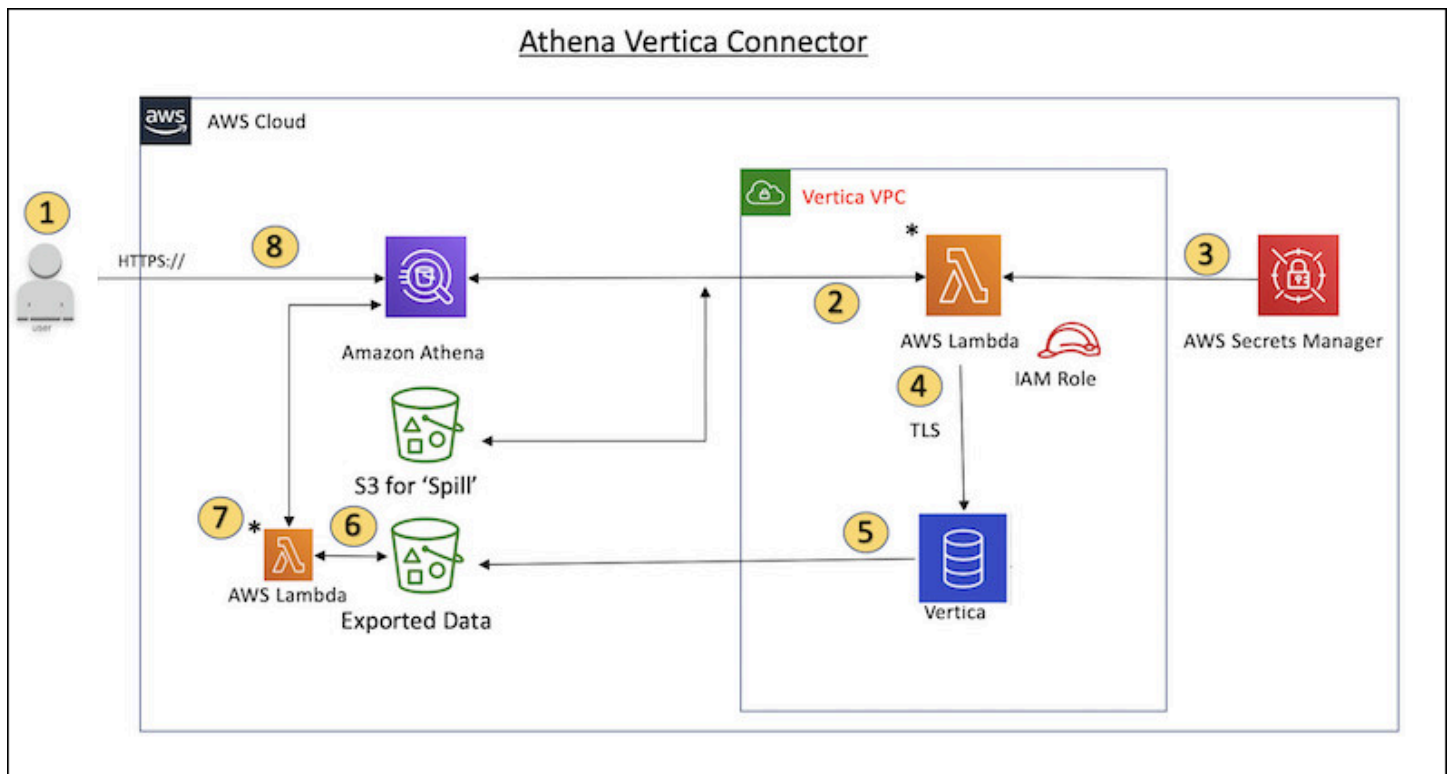 Athena Vertica Connector
aws
AWS Cloud
1
Vertica VPC
8
*
3
HTTPS://
2
user
Amazon Athena
AWS Lambda
AWS Secrets Manager
IAM Role
4
TLS
S3 for ‘Spill’
7
*
6
5
AWS Lambda
Exported Data
Vertica